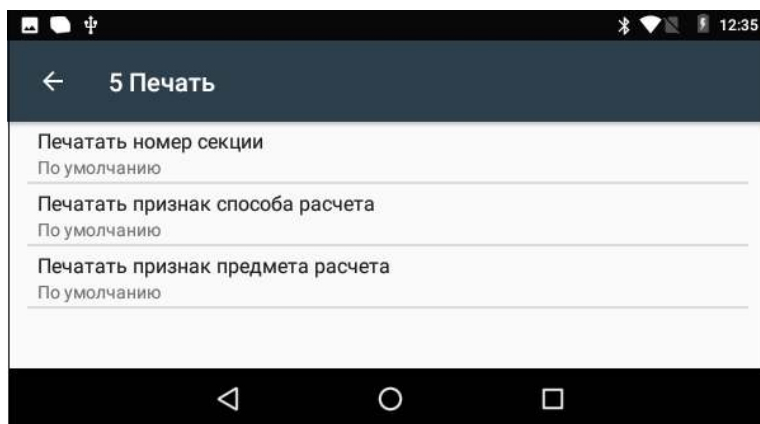 12:35
5 Печать
Печатать номер секции
По умолчанию
Печатать признак способа расчета
По умолчанию
Печатать признак предмета расчета
По умолчанию